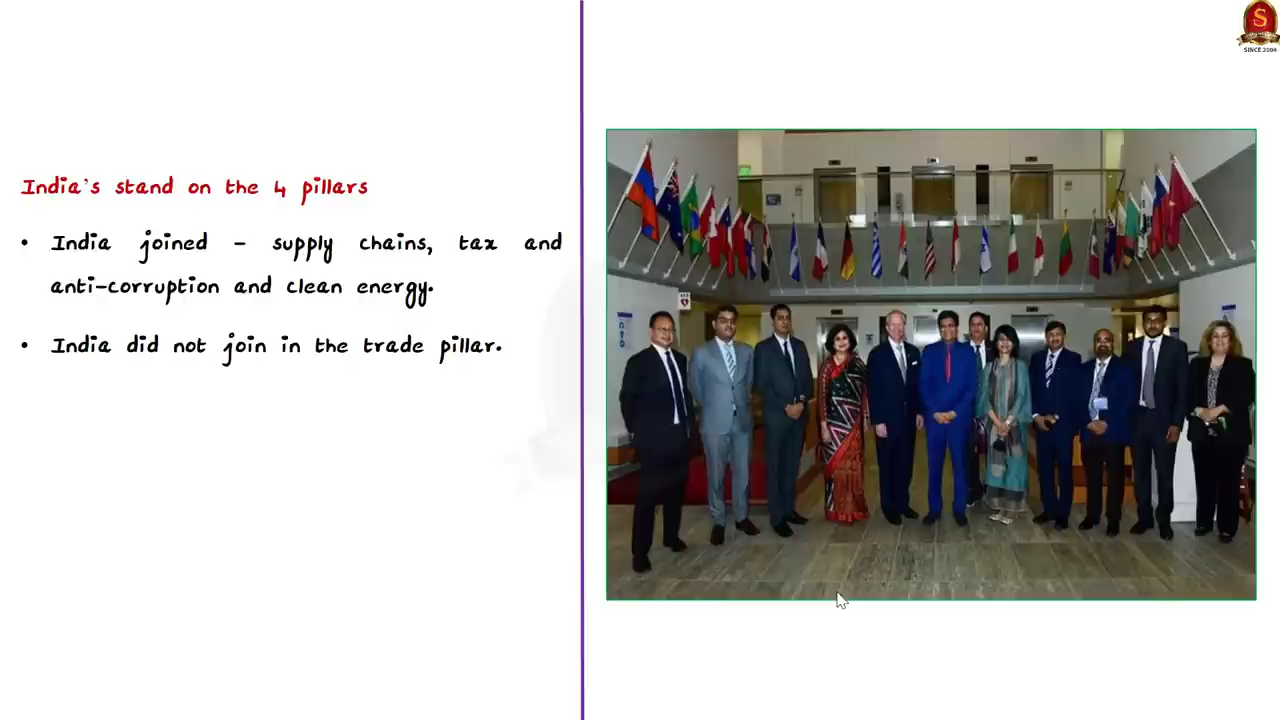 S
SINCE 2004
India's stand on the 4 pillars
• India joined – supply chains, tax and
anti-corruption and clean energy.
• India did not join in the trade pillar.